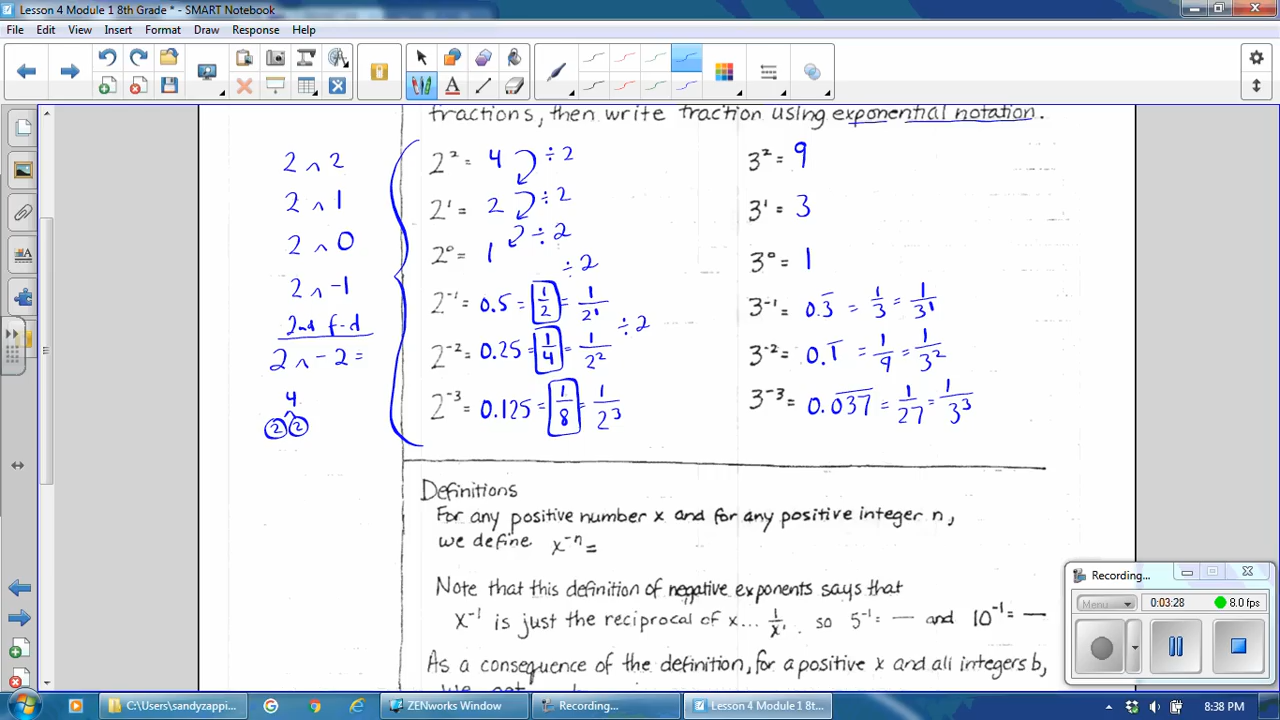 Lesson 4 Module 1 8th Grade * - SMART Notebook
File Edit View Insert Format Draw Response Help
fractions, then write fraction using exponential notation.
2 ^ 2
2 ^ 1
2 ^ 0
2 ^ -1
2nd f-d
2 ^ -2 =
4
2 2
2² = 4 ÷2
2¹ = 2 ÷2
2⁰ = 1 ÷2
÷2
2⁻¹ = 0.5 = 1/2 = 1/2¹
÷2
2⁻² = 0.25 = 1/4 = 1/2²
2⁻³ = 0.125 = 1/8 = 1/2³
3² = 9
3¹ = 3
3⁰ = 1
3⁻¹ = 0.3̅ = 1/3 = 1/3¹
3⁻² = 0.1̅ = 1/9 = 1/3²
3⁻³ = 0.0̅3̅7̅ = 1/27 = 1/3³
Definitions
For any positive number x and for any positive integer n,
we define x⁻ⁿ =
Note that this definition of negative exponents says that
x⁻¹ is just the reciprocal of x... 1/x¹. so 5⁻¹ = — and 10⁻¹ = —
As a consequence of the definition, for a positive x and all integers b,
Recording...
Menu
0:03:28
8.0 fps
C:\Users\sandyzappi...
ZENworks Window
Recording...
Lesson 4 Module 1 8t...
8:38 PM